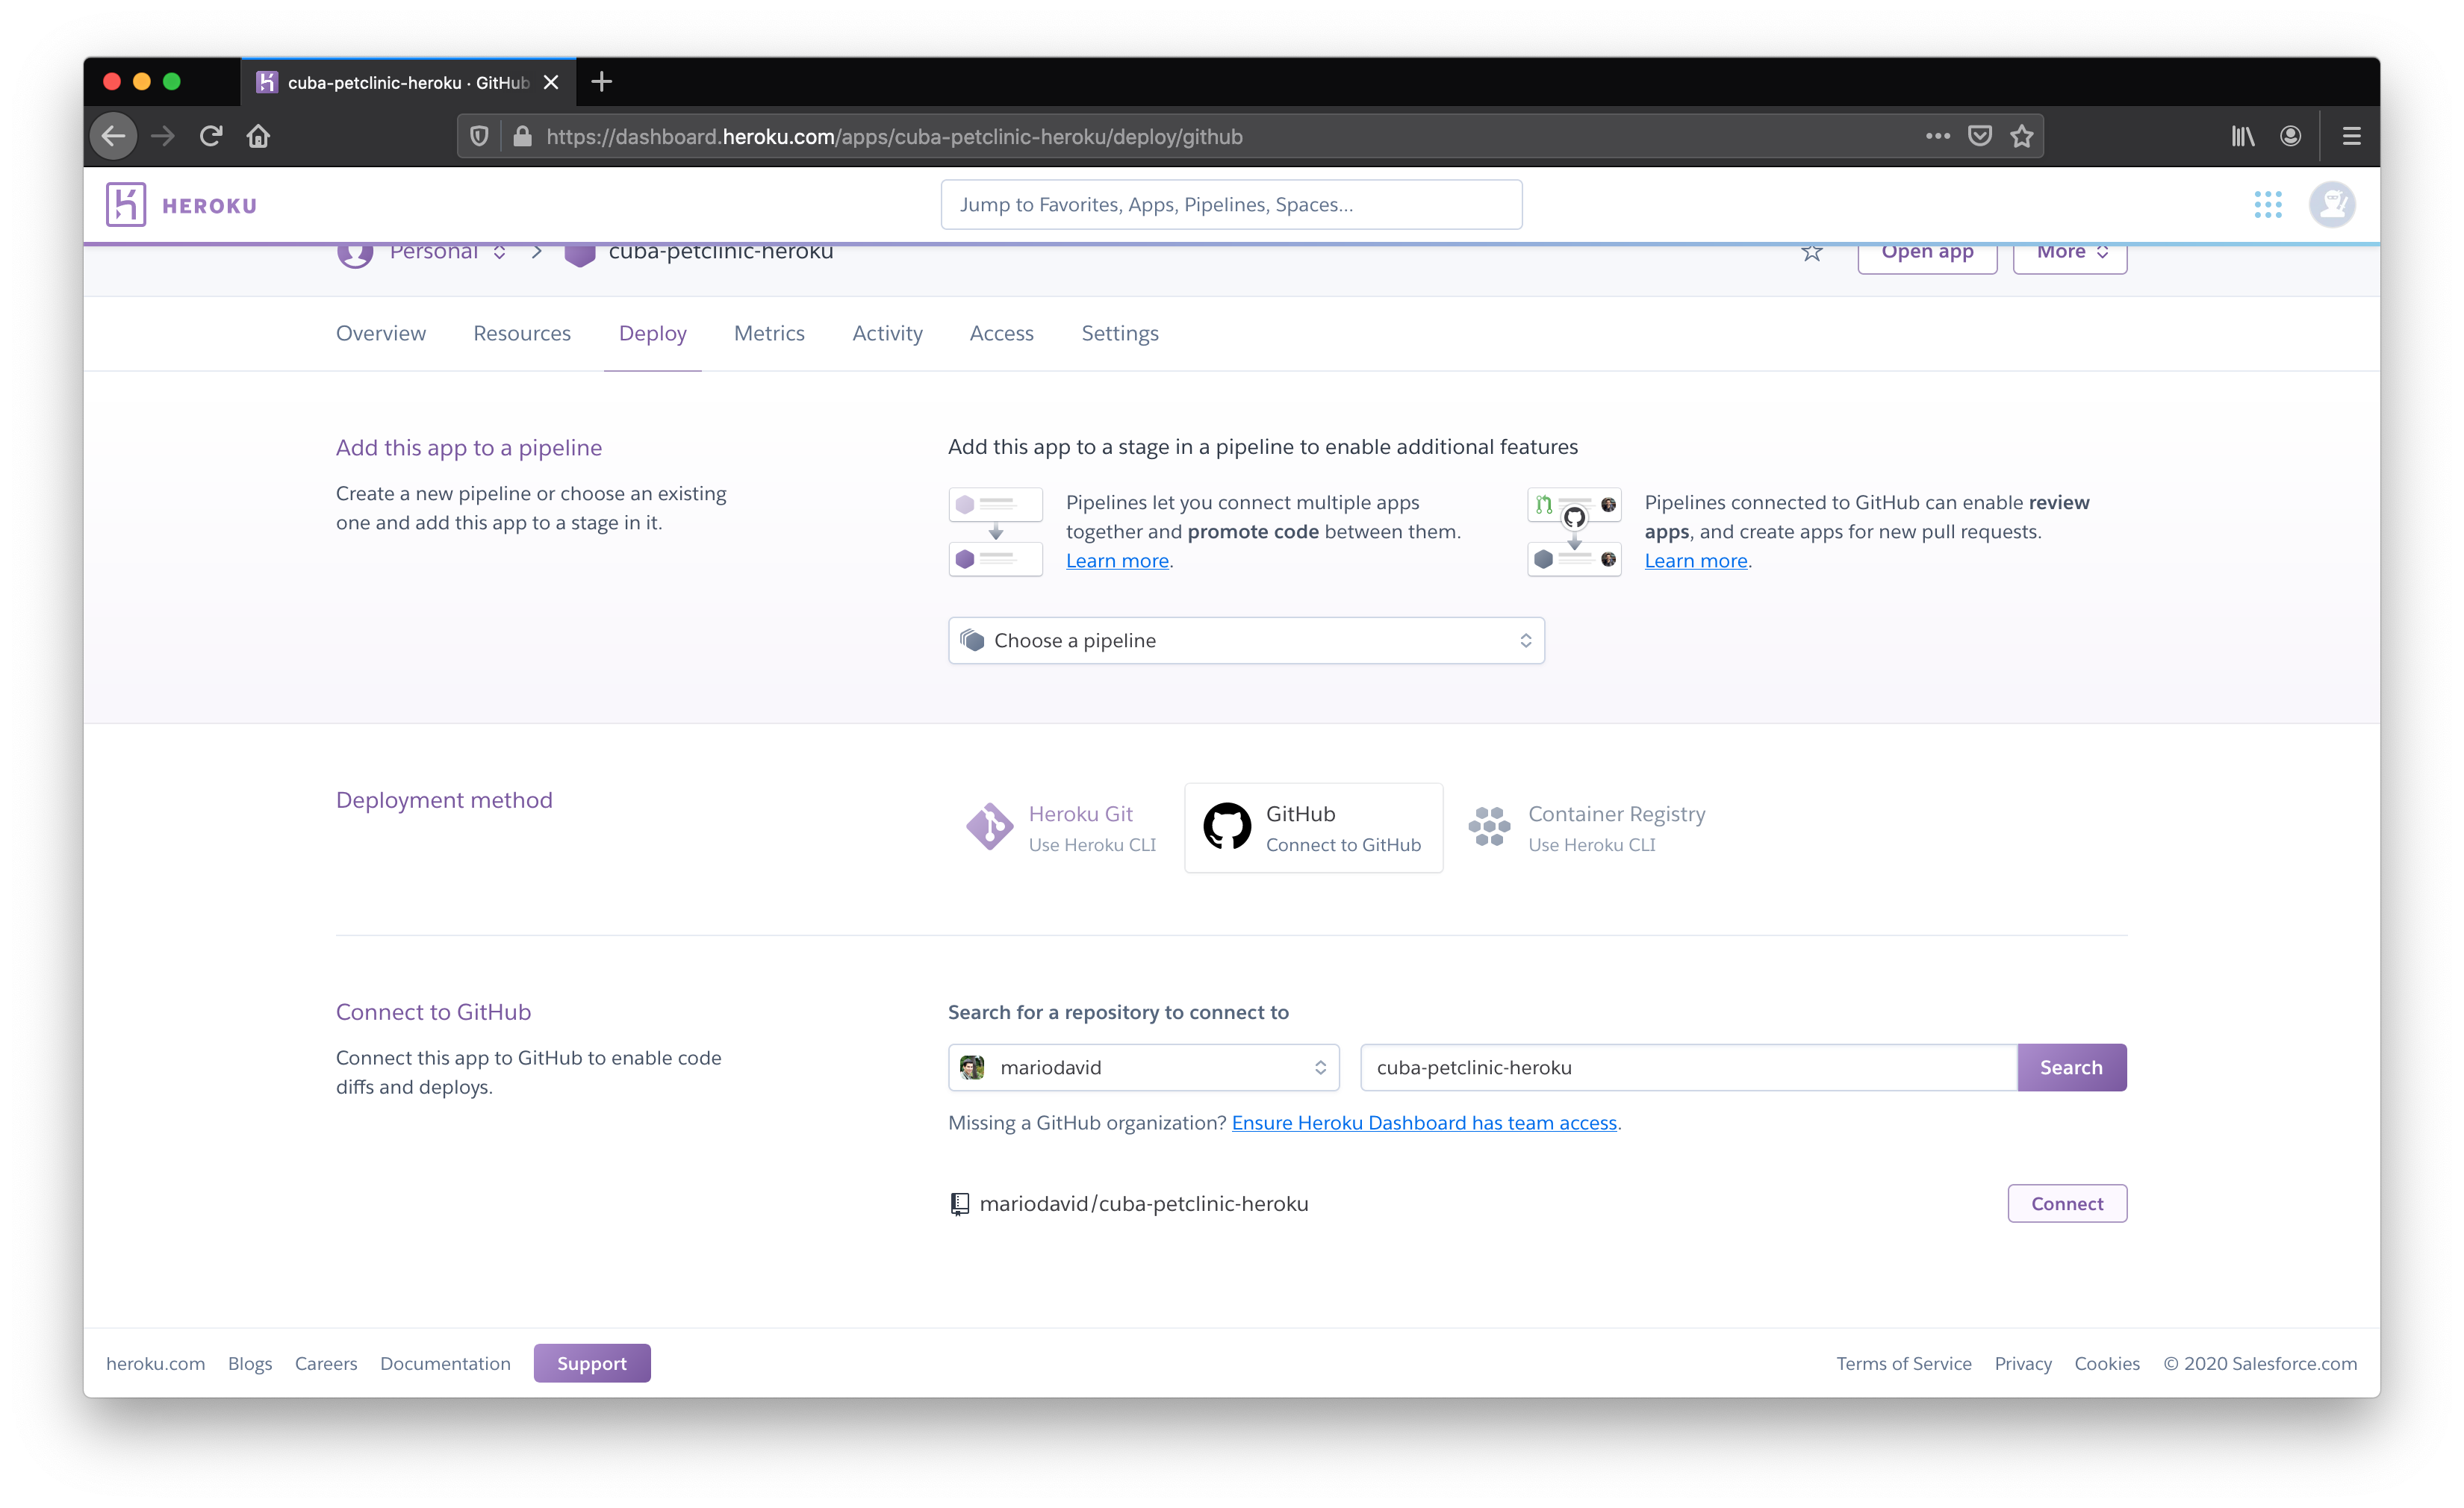 cuba-petclinic-heroku · GitHub
https://dashboard.heroku.com/apps/cuba-petclinic-heroku/deploy/github
HEROKU
Jump to Favorites, Apps, Pipelines, Spaces...
Personal
cuba-petclinic-heroku
Open app
More
Overview
Resources
Deploy
Metrics
Activity
Access
Settings
Add this app to a pipeline
Create a new pipeline or choose an existing
one and add this app to a stage in it.
Add this app to a stage in a pipeline to enable additional features
Pipelines let you connect multiple apps
together and promote code between them.
Learn more.
Pipelines connected to GitHub can enable review
apps, and create apps for new pull requests.
Learn more.
Choose a pipeline
Deployment method
Heroku Git
Use Heroku CLI
GitHub
Connect to GitHub
Container Registry
Use Heroku CLI
Connect to GitHub
Connect this app to GitHub to enable code
diffs and deploys.
Search for a repository to connect to
mariodavid
cuba-petclinic-heroku
Search
Missing a GitHub organization? Ensure Heroku Dashboard has team access.
mariodavid/cuba-petclinic-heroku
Connect
heroku.com
Blogs
Careers
Documentation
Support
Terms of Service
Privacy
Cookies
© 2020 Salesforce.com